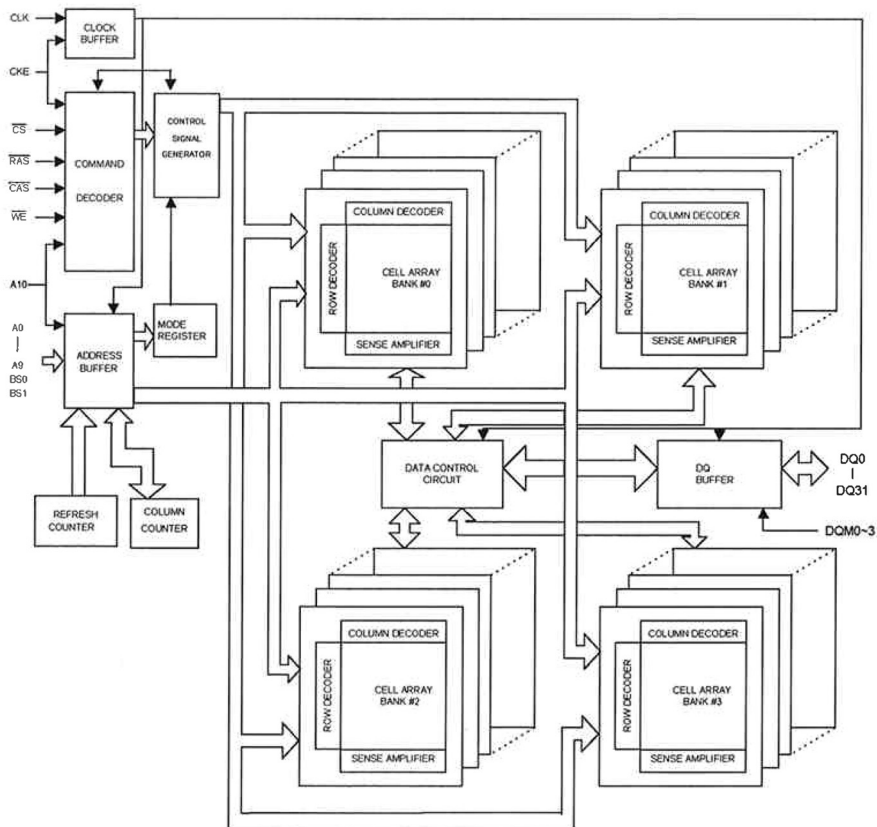 CLK
CLOCK
BUFFER
CKE
CS
RAS
CAS
WE
COMMAND
DECODER
CONTROL
SIGNAL
GENERATOR
A10
A0
A9
BS0
BS1
ADDRESS
BUFFER
MODE
REGISTER
REFRESH
COUNTER
COLUMN
COUNTER
COLUMN DECODER
ROW DECODER
CELL ARRAY
BANK #0
SENSE AMPLIFIER
COLUMN DECODER
ROW DECODER
CELL ARRAY
BANK #1
SENSE AMPLIFIER
DATA CONTROL
CIRCUIT
DQ
BUFFER
DQ0
DQ31
DQM0~3
COLUMN DECODER
ROW DECODER
CELL ARRAY
BANK #2
SENSE AMPLIFIER
COLUMN DECODER
ROW DECODER
CELL ARRAY
BANK #3
SENSE AMPLIFIER